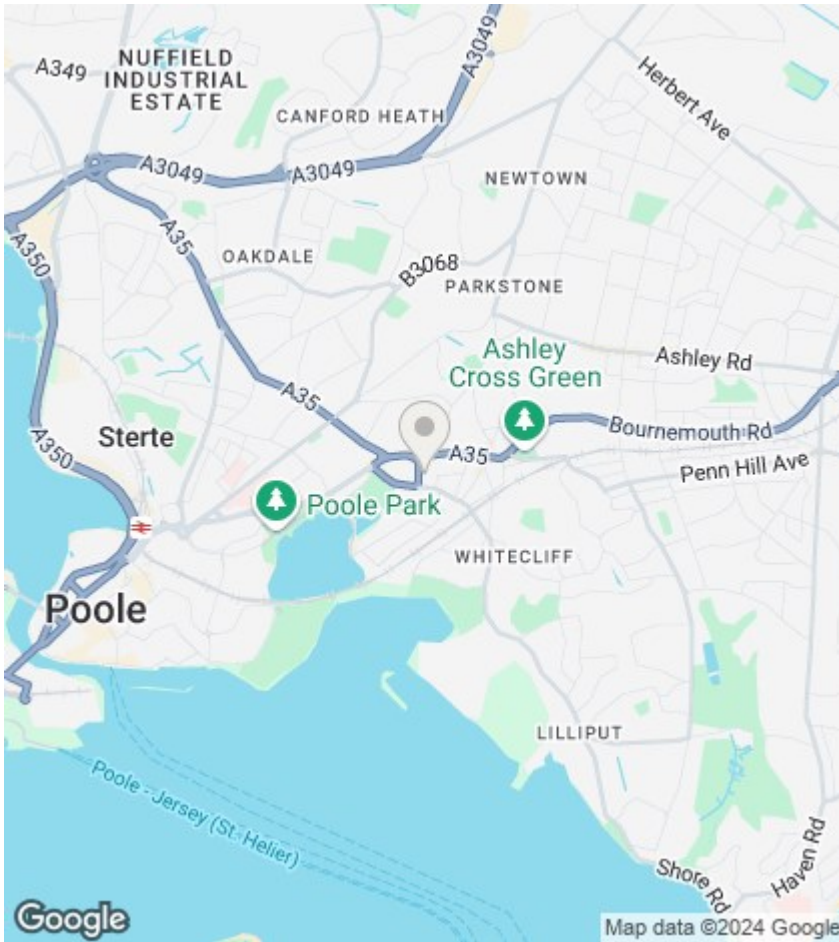 NUFFIELD
INDUSTRIAL
ESTATE
A349
A3049
Herbert Ave
CANFORD HEATH
A3049
A3049
NEWTOWN
A35
A350
OAKDALE
B3068
PARKSTONE
Ashley
Cross Green
Ashley Rd
A35
Sterte
A350
A35
Bournemouth Rd
Penn Hill Ave
Poole Park
WHITECLIFF
Poole
LILLIPUT
Poole - Jersey (St. Helier)
Shore Rd
Haven Rd
Google
Map data ©2024 Google